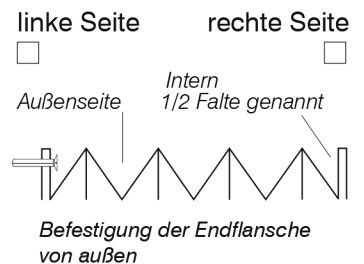 linke Seite
rechte Seite
Intern
Außenseite
1/2 Falte genannt
Befestigung der Endflansche
von außen